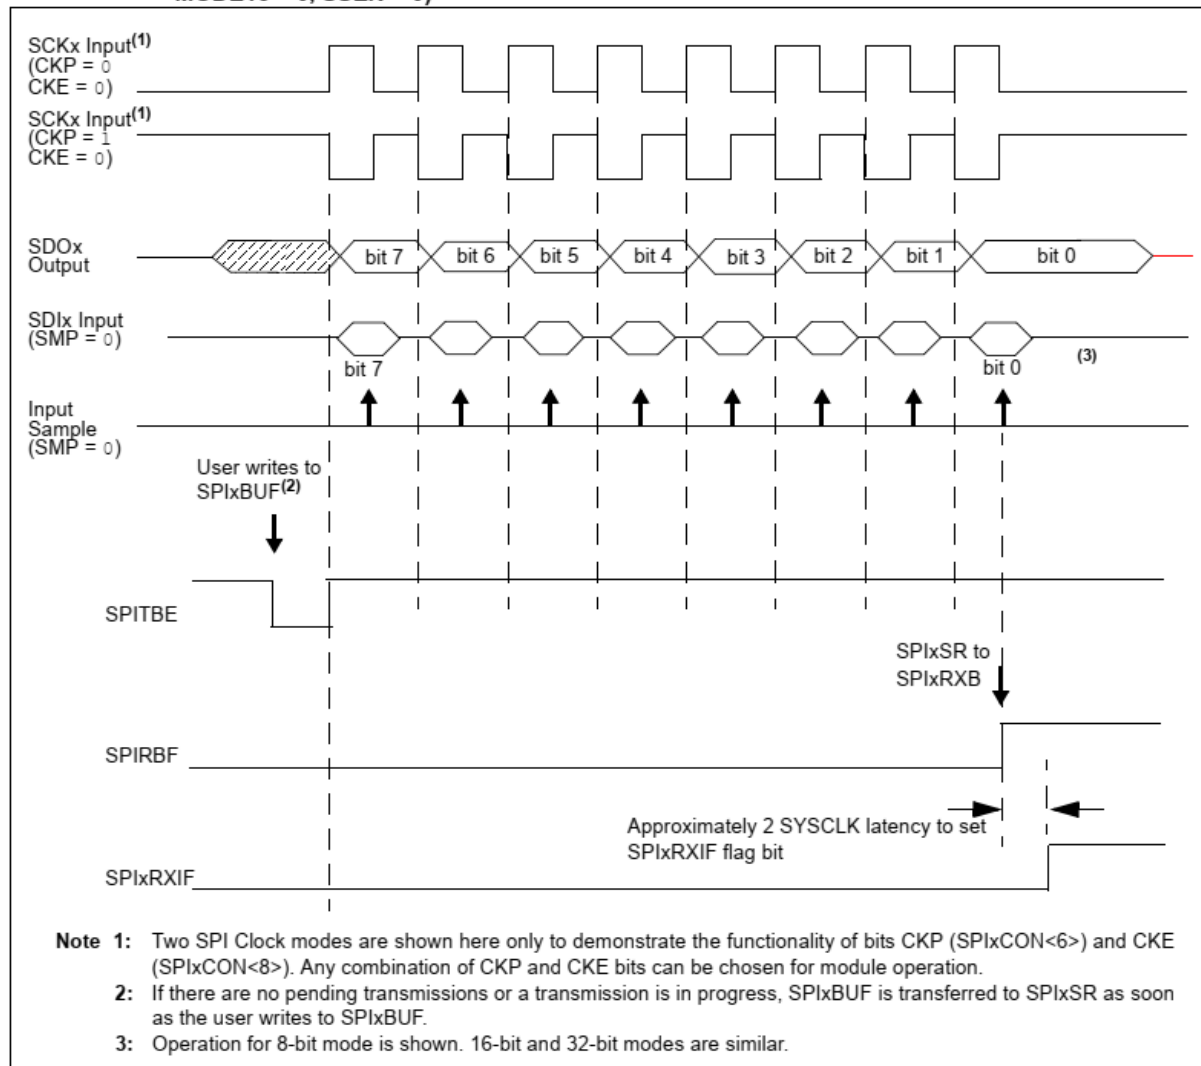 SCKx Input(1)
(CKP = 0
CKE = 0)
SCKx Input(1)
(CKP = 1
CKE = 0)
SDOx
Output
bit 7 bit 6 bit 5 bit 4 bit 3 bit 2 bit 1 bit 0
SDIx Input
(SMP = 0)
(3)
bit 7 bit 0
Input
Sample
(SMP = 0)
User writes to
SPIxBUF(2)
SPITBE
SPIxSR to
SPIxRXB
SPIRBF
Approximately 2 SYSCLK latency to set
SPIxRXIF flag bit
SPIxRXIF
Note 1: Two SPI Clock modes are shown here only to demonstrate the functionality of bits CKP (SPIxCON<6>) and CKE
(SPIxCON<8>). Any combination of CKP and CKE bits can be chosen for module operation.
2: If there are no pending transmissions or a transmission is in progress, SPIxBUF is transferred to SPIxSR as soon
as the user writes to SPIxBUF.
3: Operation for 8-bit mode is shown. 16-bit and 32-bit modes are similar.